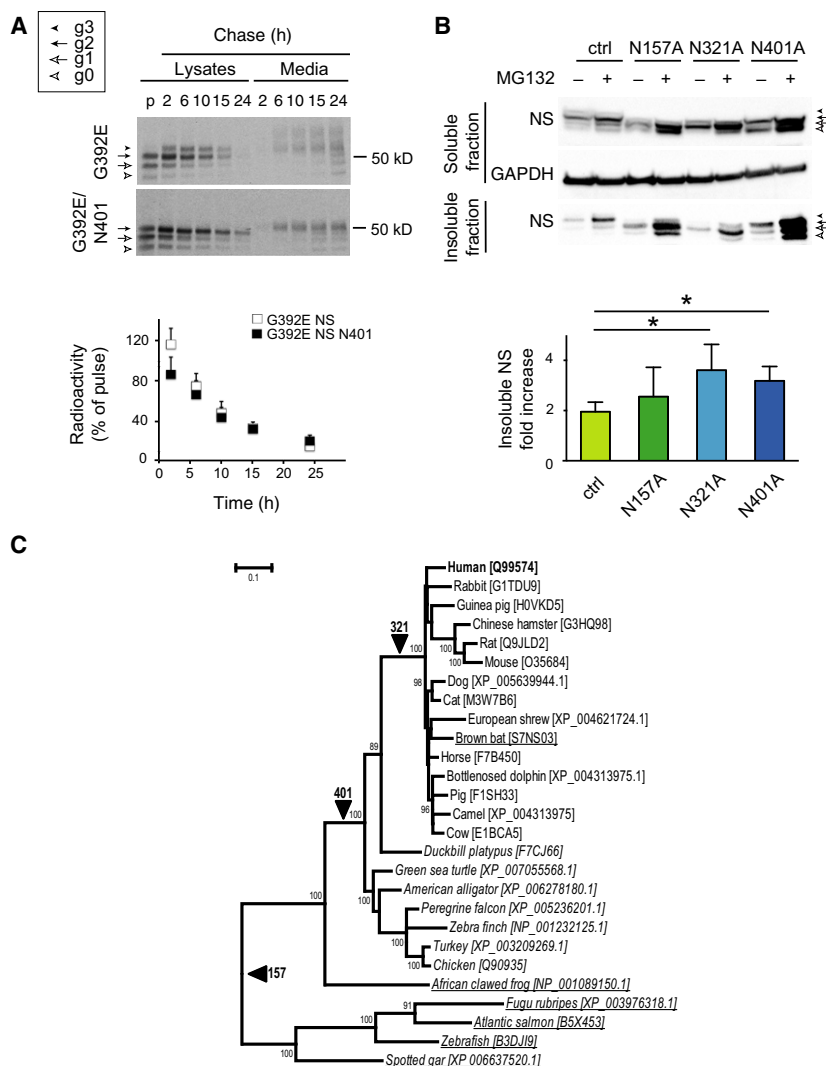 A
g3
g2
g1
g0
Chase (h)
Lysates Media
p 2 6 10 15 24 2 6 10 15 24
G392E
50 kD
G392E/
N401
50 kD
G392E NS
G392E NS N401
Radioactivity
(% of pulse)
120
80
40
0
0 5 10 15 20 25
Time (h)
B
ctrl N157A N321A N401A
MG132 – + – + – + – +
Soluble
fraction
NS
GAPDH
Insoluble
fraction
NS
*
*
Insoluble NS
fold increase
4
2
0
ctrl
N157A
N321A
N401A
C
0.1
Human [Q99574]
Rabbit [G1TDU9]
Guinea pig [H0VKD5]
321
Chinese hamster [G3HQ98]
100
100
Rat [Q9JLD2]
100
Mouse [O35684]
98
Dog [XP_005639944.1]
Cat [M3W7B6]
European shrew [XP_004621724.1]
Brown bat [S7NS03]
89
Horse [F7B450]
Bottlenosed dolphin [XP_004313975.1]
401
Pig [F1SH33]
96
Camel [XP_004313975]
100
Cow [E1BCA5]
Duckbill platypus [F7CJ66]
Green sea turtle [XP_007055568.1]
American alligator [XP_006278180.1]
100
Peregrine falcon [XP_005236201.1]
Zebra finch [NP_001232125.1]
100
Turkey [XP_003209269.1]
100
Chicken [Q90935]
157
African clawed frog [NP_001089150.1]
91
Fugu rubripes [XP_003976318.1]
100
Atlantic salmon [B5X453]
Zebrafish [B3DJI9]
100
Spotted gar [XP 006637520.1]